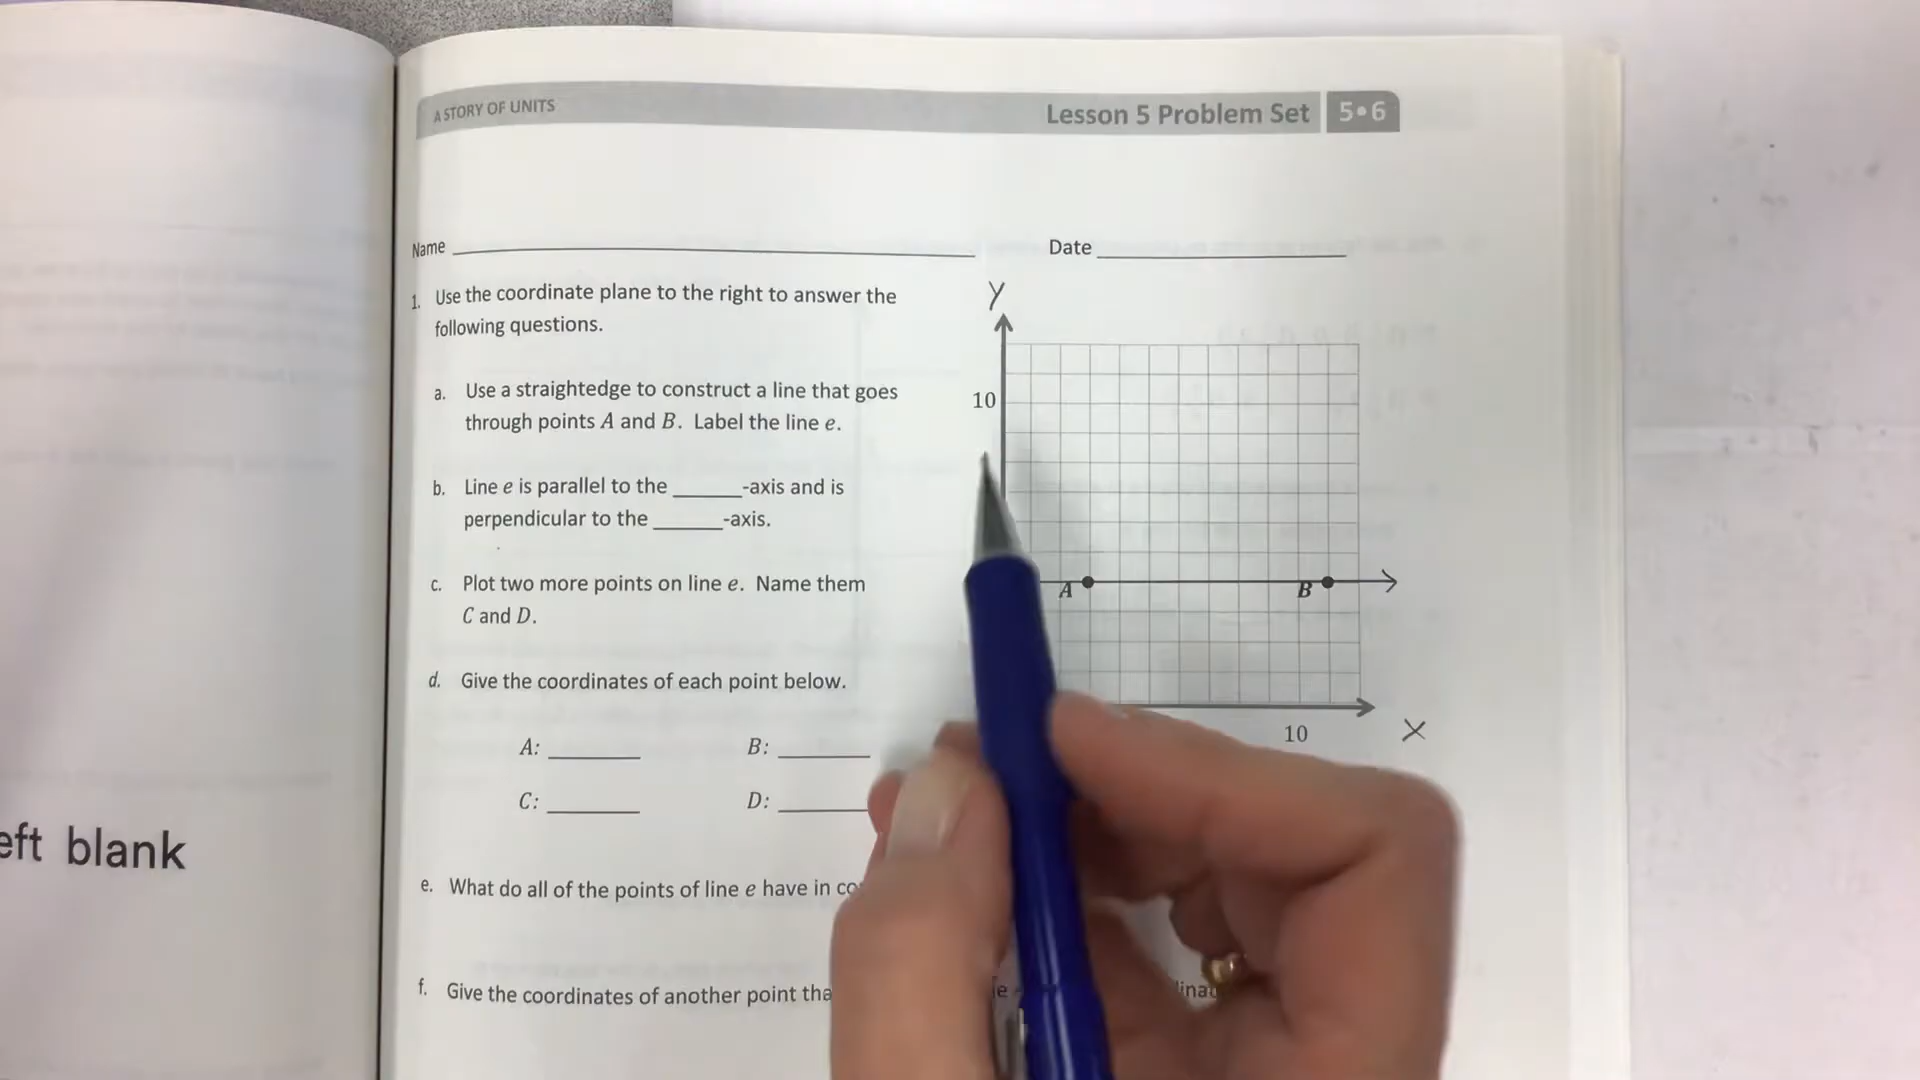 A STORY OF UNITS
Lesson 5 Problem Set 5•6
Name
Date
1. Use the coordinate plane to the right to answer the
following questions.
a. Use a straightedge to construct a line that goes
through points A and B. Label the line e.
b. Line e is parallel to the ______-axis and is
perpendicular to the ______-axis.
c. Plot two more points on line e. Name them
C and D.
d. Give the coordinates of each point below.
A: ________ B: ________
C: ________ D: ________
e. What do all of the points of line e have in
f. Give the coordinates of another point
Y
10
A
B
10
X
blank